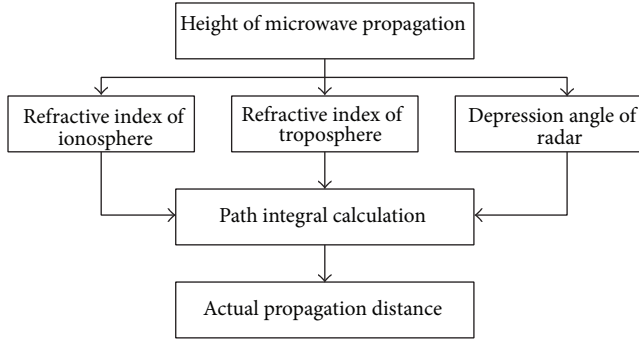 Height of microwave propagation
Refractive index of
ionosphere
Refractive index of
troposphere
Depression angle of
radar
Path integral calculation
Actual propagation distance